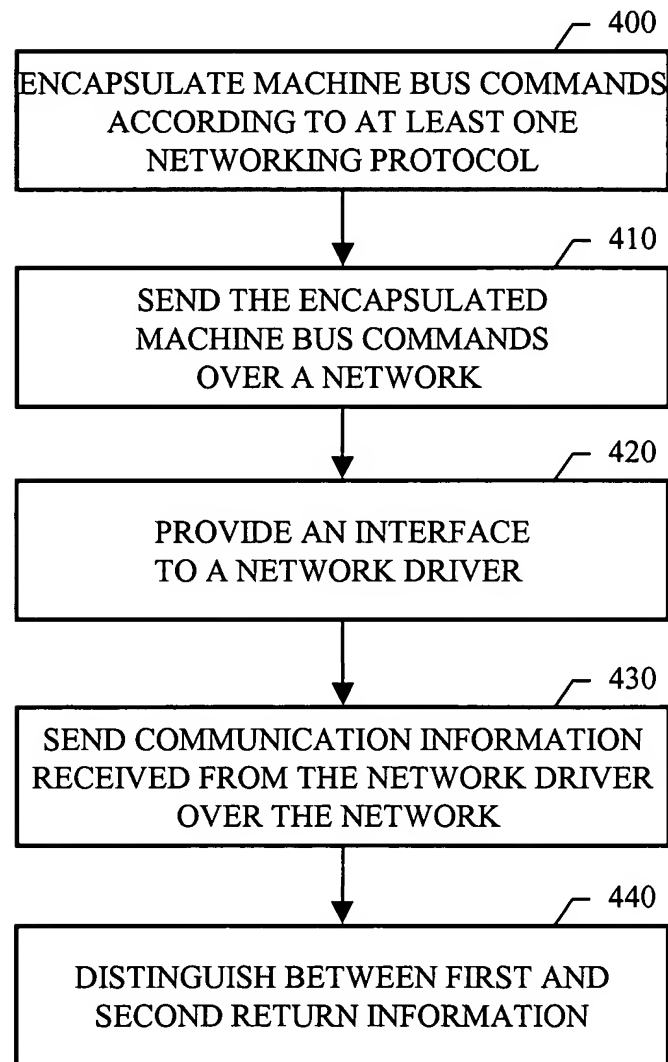 400
ENCAPSULATE MACHINE BUS COMMANDS
ACCORDING TO AT LEAST ONE
NETWORKING PROTOCOL
410
SEND THE ENCAPSULATED
MACHINE BUS COMMANDS
OVER A NETWORK
420
PROVIDE AN INTERFACE
TO A NETWORK DRIVER
430
SEND COMMUNICATION INFORMATION
RECEIVED FROM THE NETWORK DRIVER
OVER THE NETWORK
440
DISTINGUISH BETWEEN FIRST AND
SECOND RETURN INFORMATION